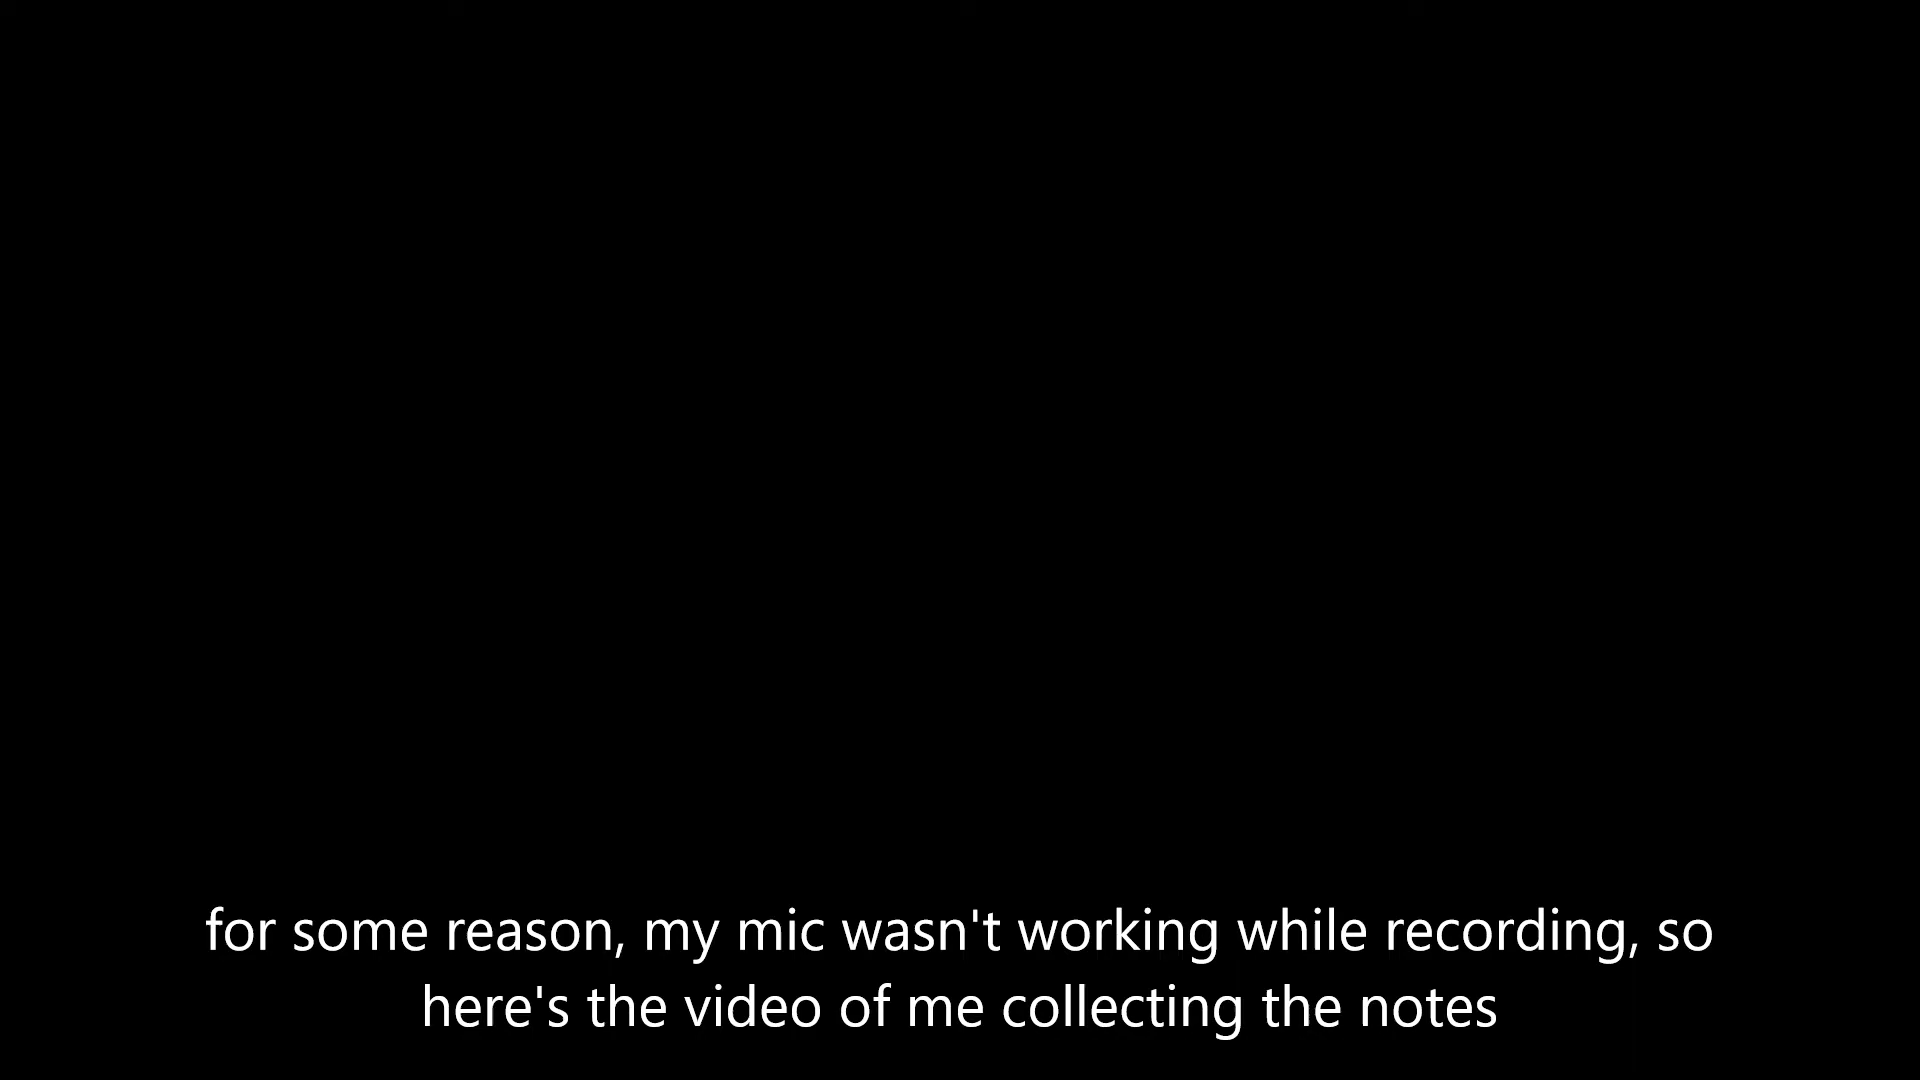 for some reason, my mic wasn't working while recording, so
here's the video of me collecting the notes